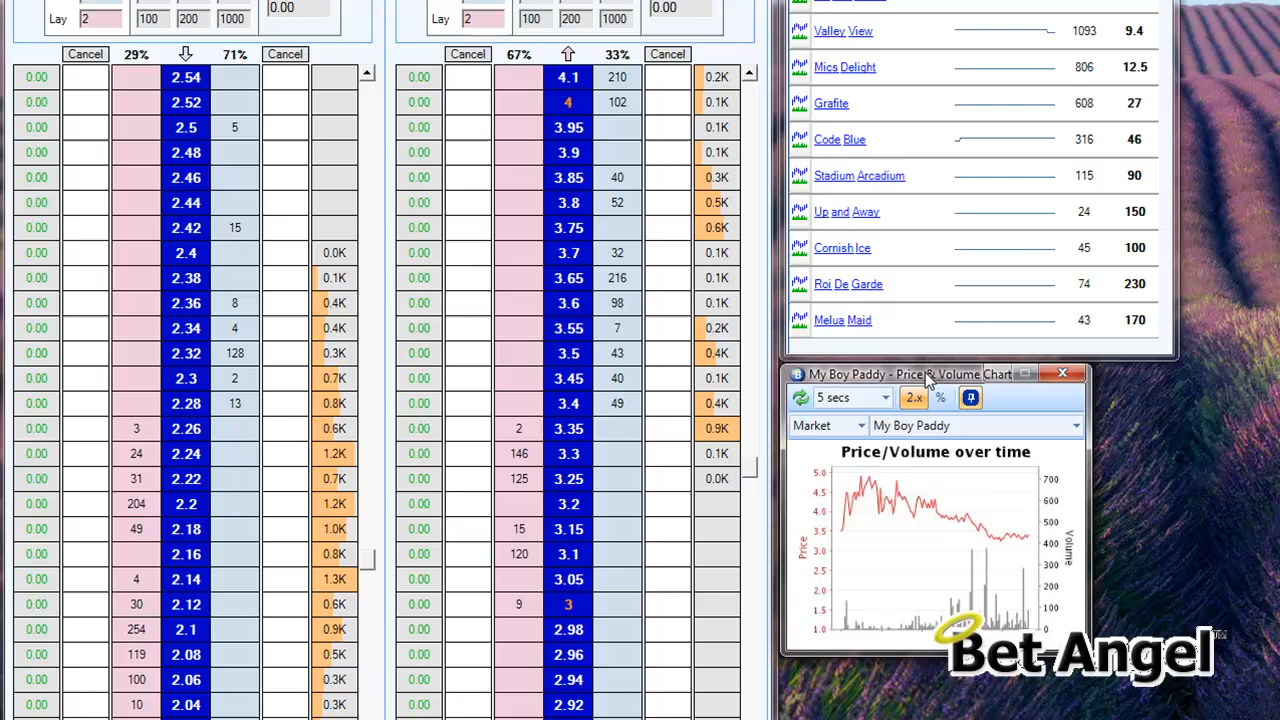 Lay 2 100 200 1000 0.00
Cancel 29% 71% Cancel
0.00 2.54
0.00 2.52
0.00 2.5 5
0.00 2.48
0.00 2.46
0.00 2.44
0.00 2.42 15
0.00 2.4 0.0K
0.00 2.38 0.1K
0.00 2.36 8 0.4K
0.00 2.34 4 0.4K
0.00 2.32 128 0.3K
0.00 2.3 2 0.7K
0.00 2.28 13 0.8K
0.00 3 2.26 0.6K
0.00 24 2.24 1.2K
0.00 31 2.22 0.7K
0.00 204 2.2 1.2K
0.00 49 2.18 1.0K
0.00 2.16 0.8K
0.00 4 2.14 1.3K
0.00 30 2.12 0.6K
0.00 254 2.1 0.9K
0.00 119 2.08 0.5K
0.00 100 2.06 0.3K
0.00 10 2.04 0.3K
Lay 2 100 200 1000 0.00
Cancel 67% 33% Cancel
0.00 4.1 210 0.2K
0.00 4 102 0.1K
0.00 3.95 0.1K
0.00 3.9 0.1K
0.00 3.85 40 0.3K
0.00 3.8 52 0.5K
0.00 3.75 0.6K
0.00 3.7 32 0.1K
0.00 3.65 216 0.1K
0.00 3.6 98 0.1K
0.00 3.55 7 0.2K
0.00 3.5 43 0.4K
0.00 3.45 40 0.1K
0.00 3.4 49 0.4K
0.00 2 3.35 0.9K
0.00 146 3.3 0.1K
0.00 125 3.25 0.0K
0.00 3.2
0.00 15 3.15
0.00 120 3.1
0.00 3.05
0.00 9 3
0.00 2.98
0.00 2.96
0.00 2.94
0.00 2.92
Valley View 1093 9.4
Mics Delight 806 12.5
Grafite 608 27
Code Blue 316 46
Stadium Arcadium 115 90
Up and Away 24 150
Cornish Ice 45 100
Roi De Garde 74 230
Melua Maid 43 170
My Boy Paddy - Price & Volume Chart
5 secs 2.x %
Market My Boy Paddy
Price/Volume over time
5.0 700
4.5 600
4.0 500
3.5 400
3.0
2.5 300
2.0 200
1.5 100
1.0 0
Price
Volume
Bet Angel TM